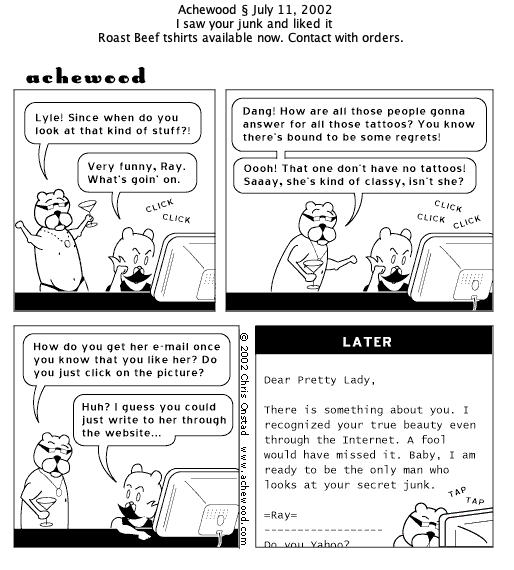 Achewood § July 11, 2002
I saw your junk and liked it
Roast Beef tshirts available now. Contact with orders.
achewood
Lyle! Since when do you
look at that kind of stuff?!
Very funny, Ray.
What's goin' on.
CLICK
CLICK
Dang! How are all those people gonna
answer for all those tattoos? You know
there's bound to be some regrets!
Oooh! That one don't have no tattoos!
Saaay, she's kind of classy, isn't she?
CLICK
CLICK
CLICK
How do you get her e-mail once
you know that you like her? Do
you just click on the picture?
Huh? I guess you could
just write to her through
the website...
© 2002 Chris Onstad www.achewood.com
LATER
Dear Pretty Lady,
There is something about you. I
recognized your true beauty even
through the Internet. A fool
would have missed it. Baby, I am
ready to be the only man who
looks at your secret junk.
=Ray=
------------------
Do you Yahoo?
TAP
TAP